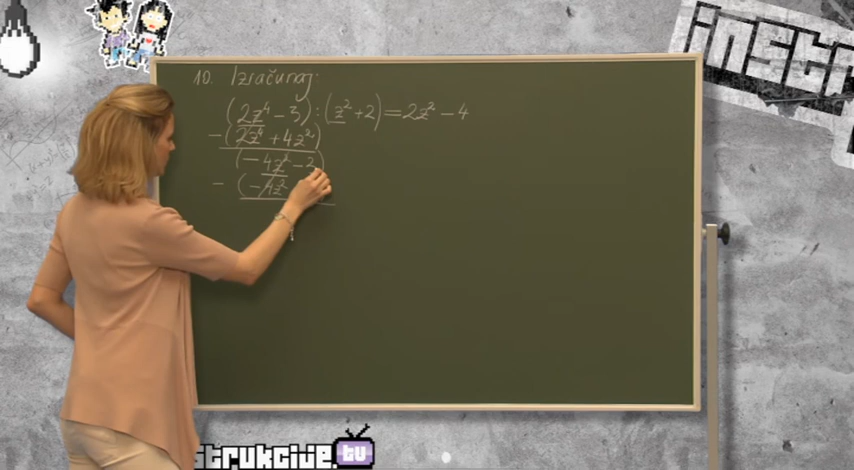 10. Izračunaj:
(2z⁴ - 3) : (z² + 2) = 2z² - 4
- (2z⁴ + 4z²)
(- 4z² - 3)
- (- 4z²
strukcije.tv